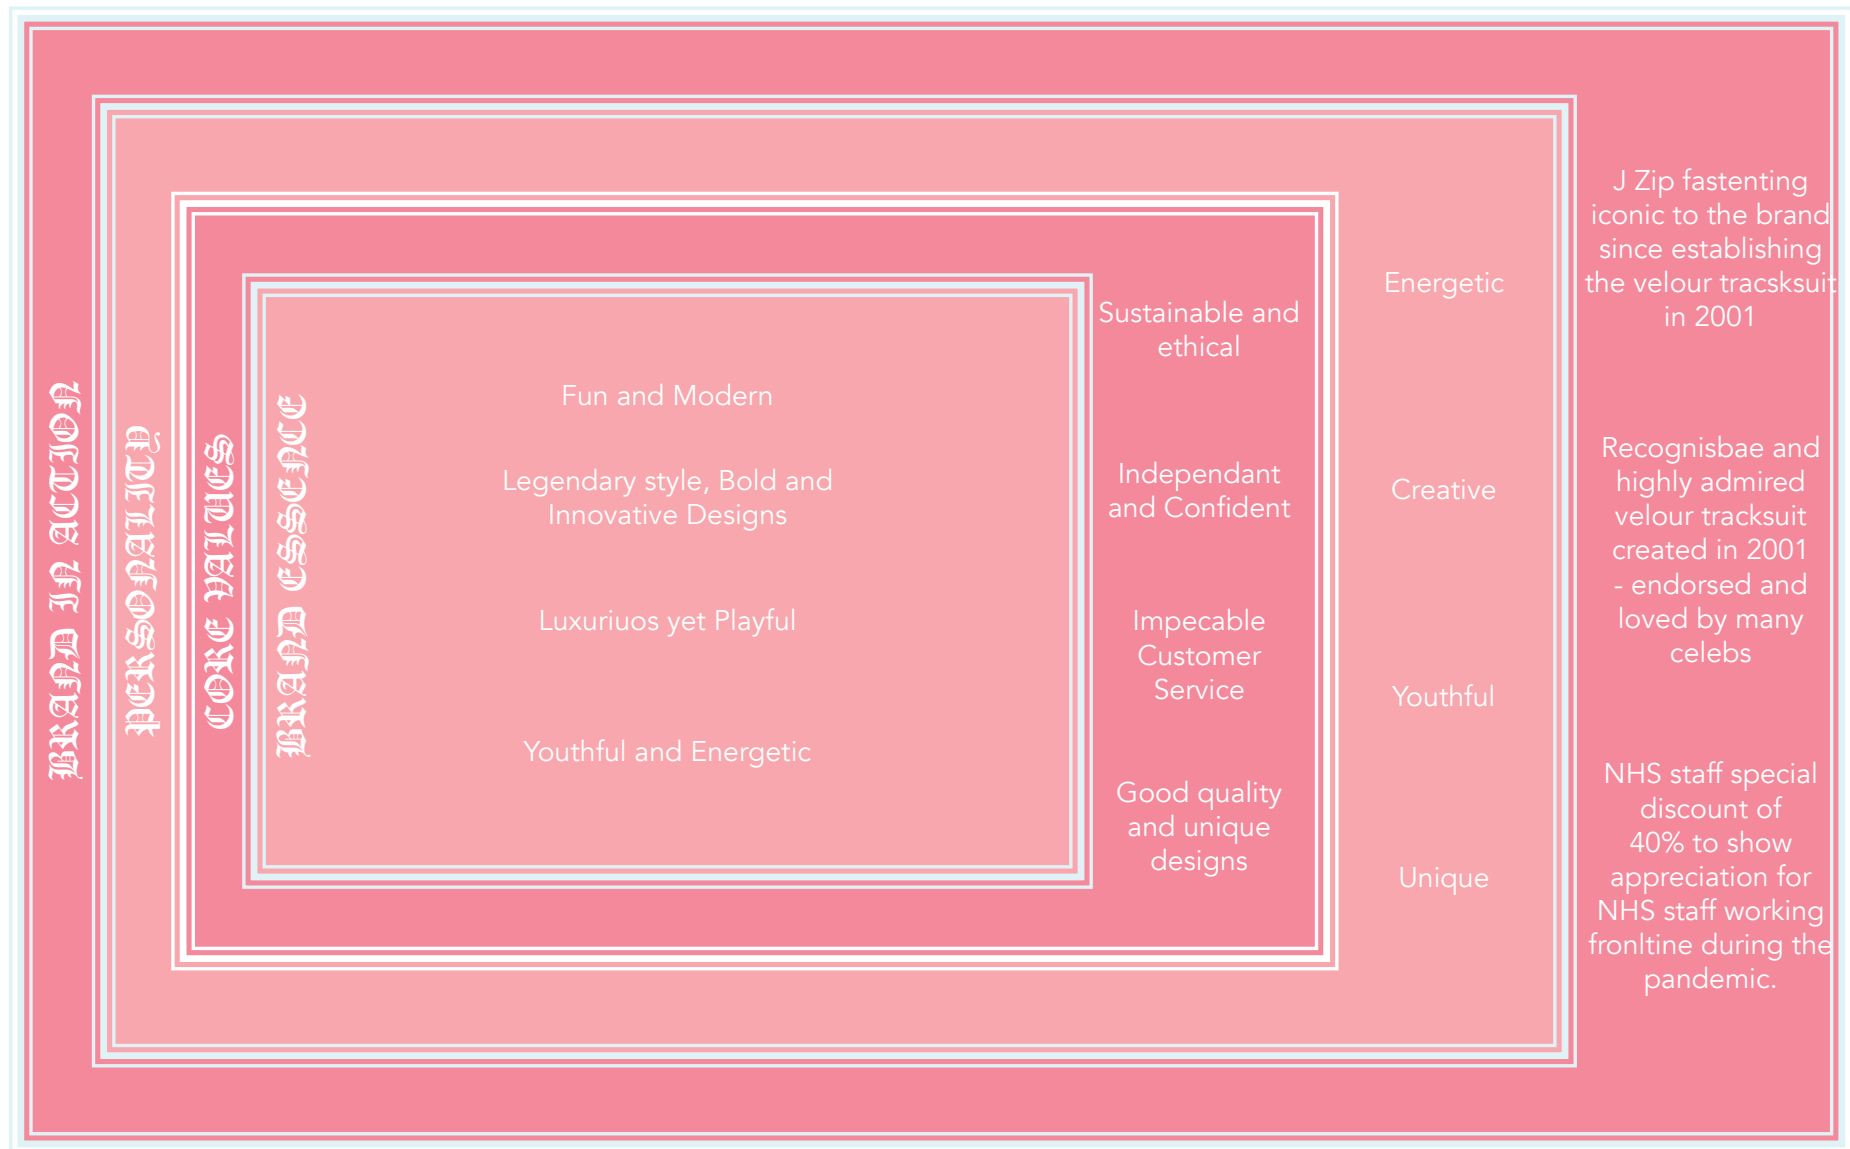 BRAND IN ACTION
PERSONALITY
CORE VALUES
BRAND ESSENCE
Fun and Modern
Legendary style, Bold and
Innovative Designs
Luxuriuos yet Playful
Youthful and Energetic
Sustainable and
ethical
Independant
and Confident
Impecable
Customer
Service
Good quality
and unique
designs
Energetic
Creative
Youthful
Unique
J Zip fastenting
iconic to the brand
since establishing
the velour tracsksuit
in 2001
Recognisbae and
highly admired
velour tracksuit
created in 2001
- endorsed and
loved by many
celebs
NHS staff special
discount of
40% to show
appreciation for
NHS staff working
fronltine during the
pandemic.